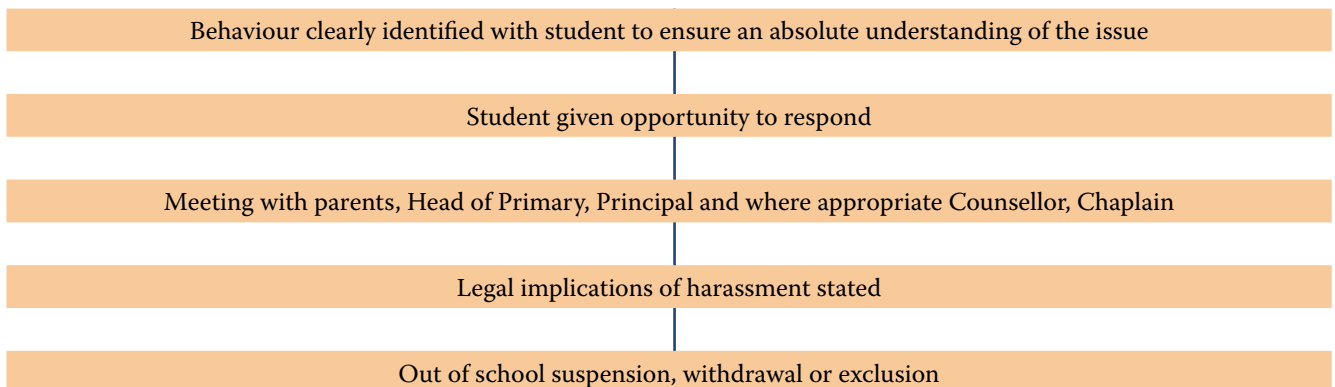 Behaviour clearly identified with student to ensure an absolute understanding of the issue
Student given opportunity to respond
Meeting with parents, Head of Primary, Principal and where appropriate Counsellor, Chaplain
Legal implications of harassment stated
Out of school suspension, withdrawal or exclusion